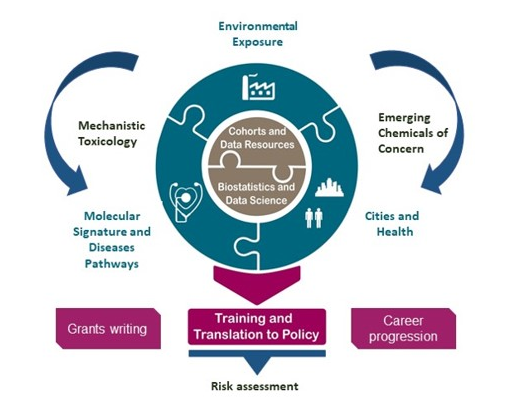 Environmental
Exposure
Mechanistic
Toxicology
Emerging
Chemicals of
Concern
Cohorts and
Data Resources
Biostatistics and
Data Science
Molecular
Signature and
Diseases
Pathways
Cities and
Health
Grants writing
Training and
Translation to Policy
Career
progression
Risk assessment